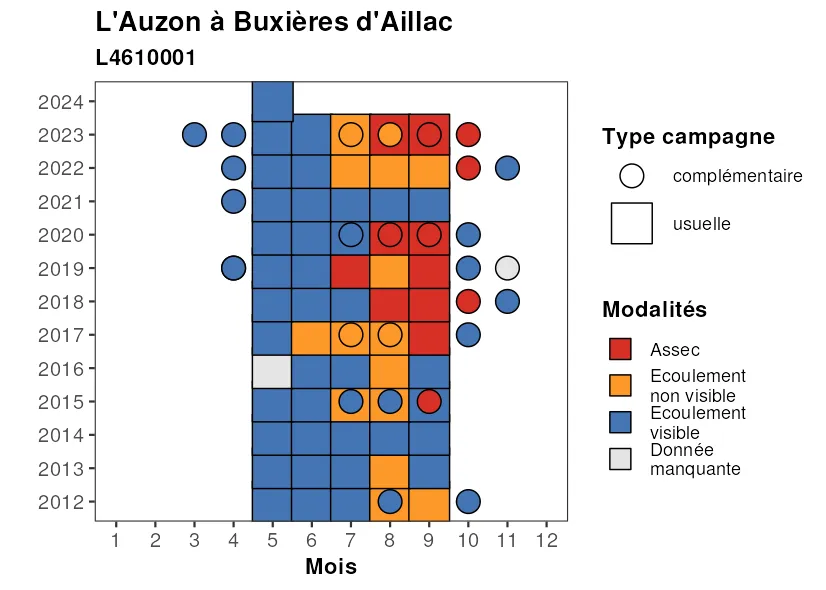 L'Auzon à Buxières d'Aillac
L4610001
2024
2023
2022
2021
2020
2019
2018
2017
2016
2015
2014
2013
2012
1 2 3 4 5 6 7 8 9 10 11 12
Mois
Type campagne
complémentaire
usuelle
Modalités
Assec
Ecoulement
non visible
Ecoulement
visible
Donnée
manquante